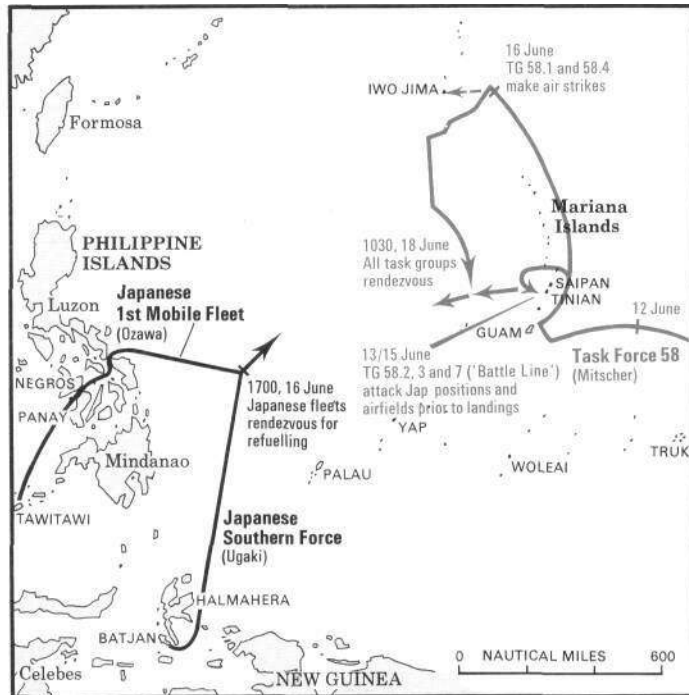 16 June
TG 58.1 and 58.4
make air strikes
IWO JIMA
Formosa
Mariana
Islands
PHILIPPINE
ISLANDS
1030, 18 June
All task groups
rendezvous
Luzon
Japanese
1st Mobile Fleet
(Ozawa)
SAIPAN
TINIAN
12 June
GUAM
Task Force 58
(Mitscher)
13/15 June
TG 58.2, 3 and 7 ('Battle Line')
attack Jap positions and
airfields prior to landings
NEGROS
1700, 16 June
Japanese fleets
rendezvous for
refuelling
PANAY
YAP
TRUK
Mindanao
WOLEAI
PALAU
TAWITAWI
Japanese
Southern Force
(Ugaki)
HALMAHERA
BATJAN
0 NAUTICAL MILES 600
Celebes
NEW GUINEA